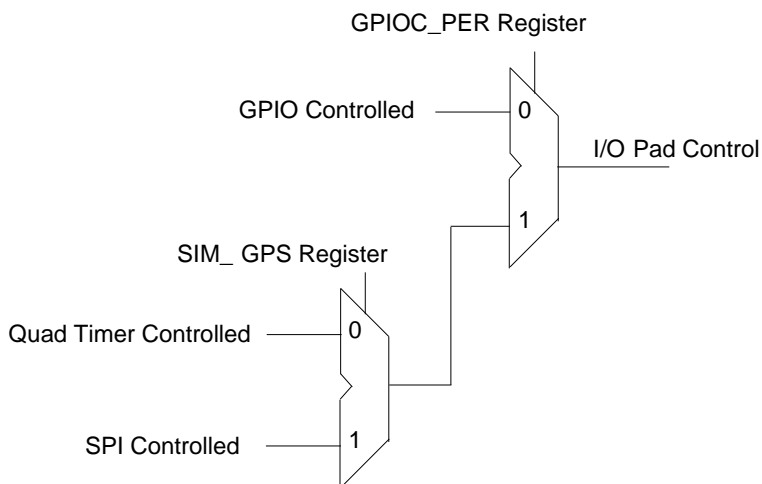 GPIOC_PER Register
GPIO Controlled
0
I/O Pad Control
1
SIM_ GPS Register
Quad Timer Controlled
0
SPI Controlled
1